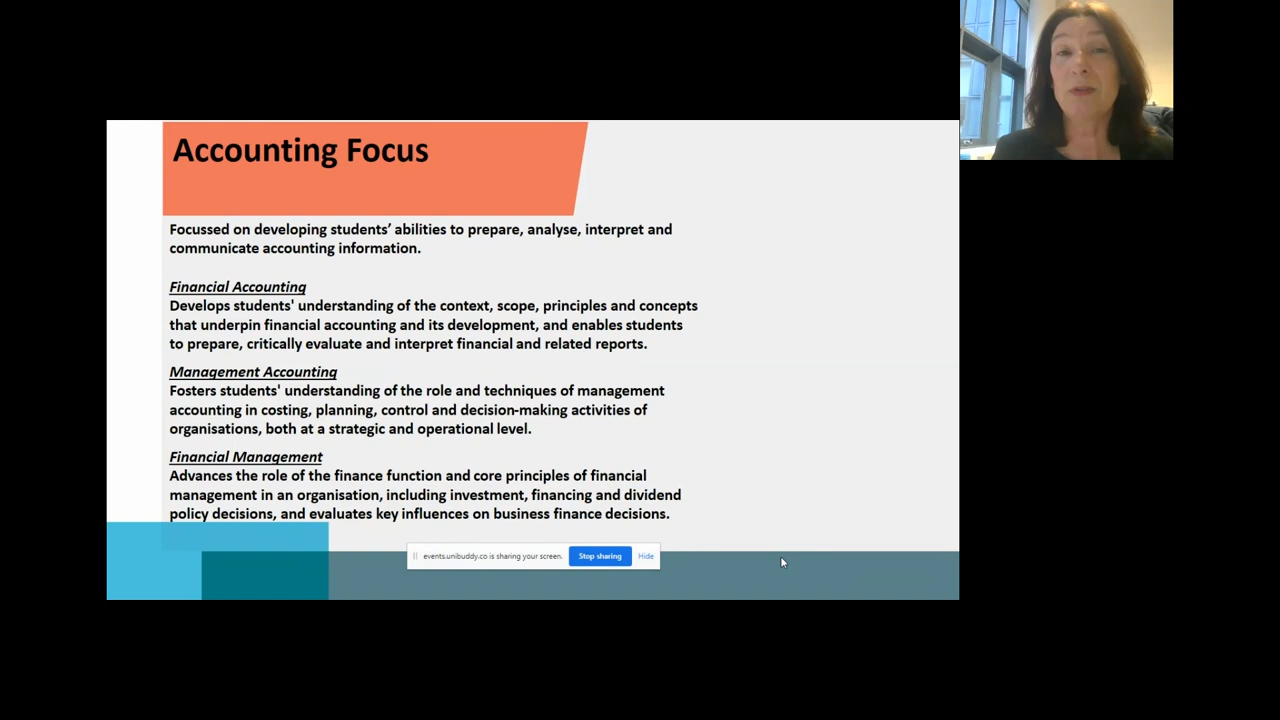 Accounting Focus
Focussed on developing students' abilities to prepare, analyse, interpret and
communicate accounting information.
Financial Accounting
Develops students' understanding of the context, scope, principles and concepts
that underpin financial accounting and its development, and enables students
to prepare, critically evaluate and interpret financial and related reports.
Management Accounting
Fosters students' understanding of the role and techniques of management
accounting in costing, planning, control and decision-making activities of
organisations, both at a strategic and operational level.
Financial Management
Advances the role of the finance function and core principles of financial
management in an organisation, including investment, financing and dividend
policy decisions, and evaluates key influences on business finance decisions.
events.unibuddy.co is sharing your screen. Stop sharing Hide